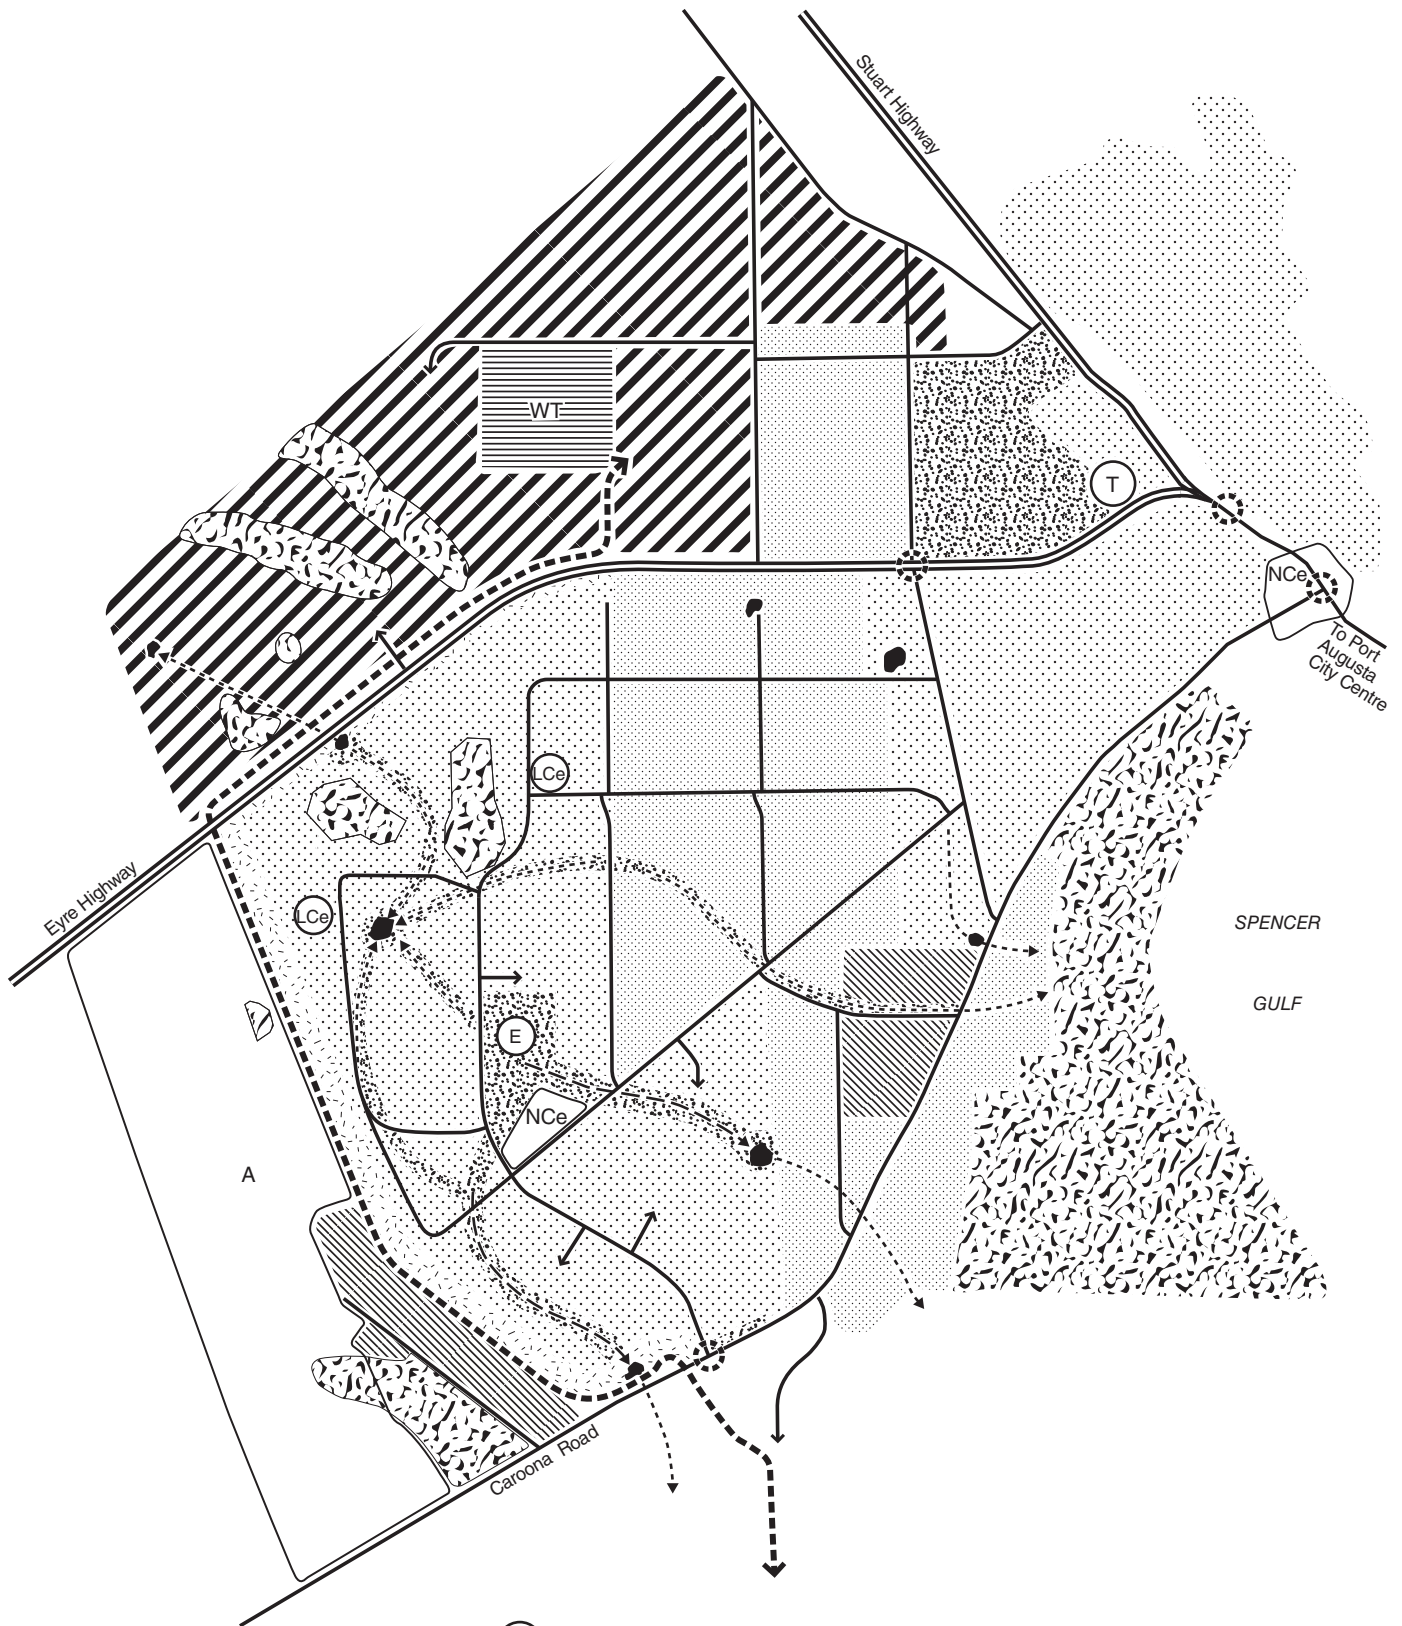 Stuart Highway
WT
T
NCe
To Port
Augusta
City Centre
LCe
Eyre Highway
LCe
SPENCER
GULF
E
NCe
A
Caroona Road